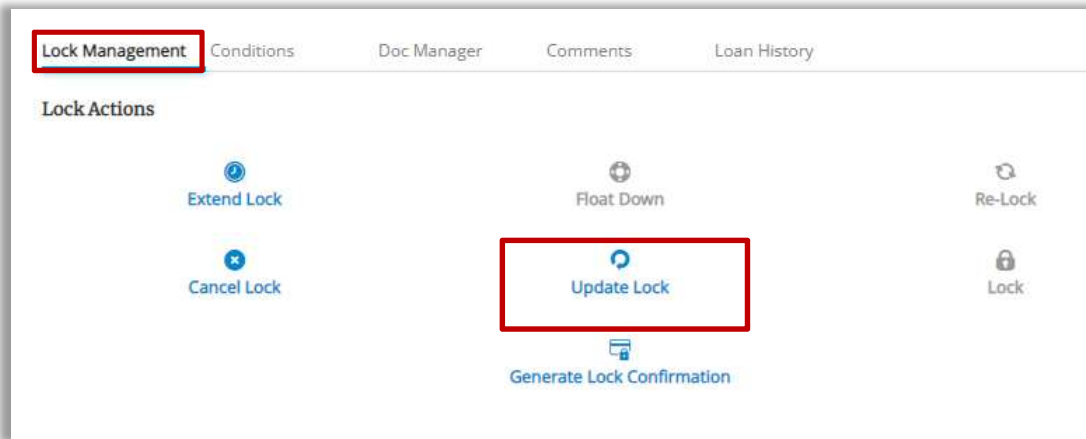 Lock Management Conditions Doc Manager Comments Loan History
Lock Actions
Extend Lock Float Down Re-Lock
Cancel Lock Update Lock Lock
Generate Lock Confirmation